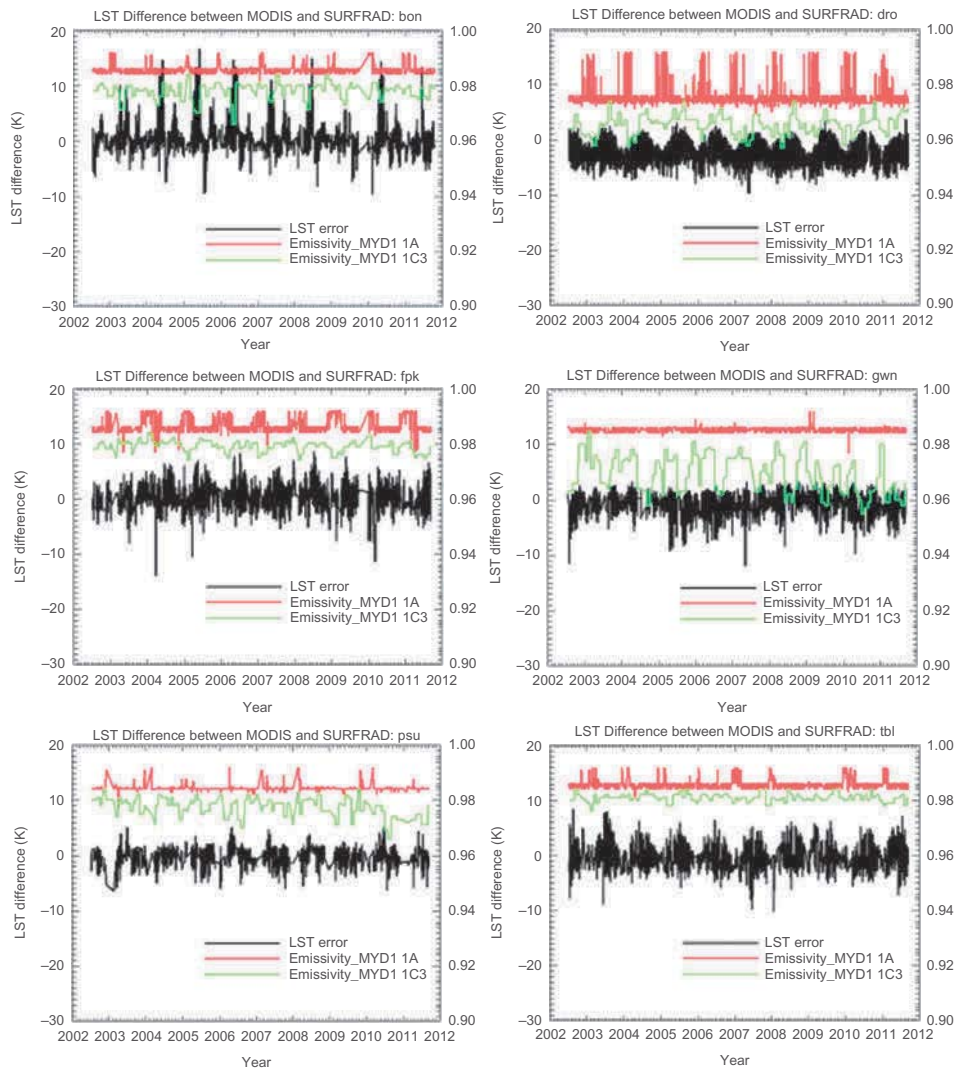 LST Difference between MODIS and SURFRAD: bon
20
10
0
–10
–20
–30
LST difference (K)
1.00
0.98
0.96
0.94
0.92
0.90
LST error
Emissivity_MYD1 1A
Emissivity_MYD1 1C3
2002 2003 2004 2005 2006 2007 2008 2009 2010 2011 2012
Year
LST Difference between MODIS and SURFRAD: dro
20
10
0
–10
–20
–30
LST difference (K)
1.00
0.98
0.96
0.94
0.92
0.90
LST error
Emissivity_MYD1 1A
Emissivity_MYD1 1C3
2002 2003 2004 2005 2006 2007 2008 2009 2010 2011 2012
Year
LST Difference between MODIS and SURFRAD: fpk
20
10
0
–10
–20
–30
LST difference (K)
1.00
0.98
0.96
0.94
0.92
0.90
LST error
Emissivity_MYD1 1A
Emissivity_MYD1 1C3
2002 2003 2004 2005 2006 2007 2008 2009 2010 2011 2012
Year
LST Difference between MODIS and SURFRAD: gwn
20
10
0
–10
–20
–30
LST difference (K)
1.00
0.98
0.96
0.94
0.92
0.90
LST error
Emissivity_MYD1 1A
Emissivity_MYD1 1C3
2002 2003 2004 2005 2006 2007 2008 2009 2010 2011 2012
Year
LST Difference between MODIS and SURFRAD: psu
20
10
0
–10
–20
–30
LST difference (K)
1.00
0.98
0.96
0.94
0.92
0.90
LST error
Emissivity_MYD1 1A
Emissivity_MYD1 1C3
2002 2003 2004 2005 2006 2007 2008 2009 2010 2011 2012
Year
LST Difference between MODIS and SURFRAD: tbl
20
10
0
–10
–20
–30
LST difference (K)
1.00
0.98
0.96
0.94
0.92
0.90
LST error
Emissivity_MYD1 1A
Emissivity_MYD1 1C3
2002 2003 2004 2005 2006 2007 2008 2009 2010 2011 2012
Year